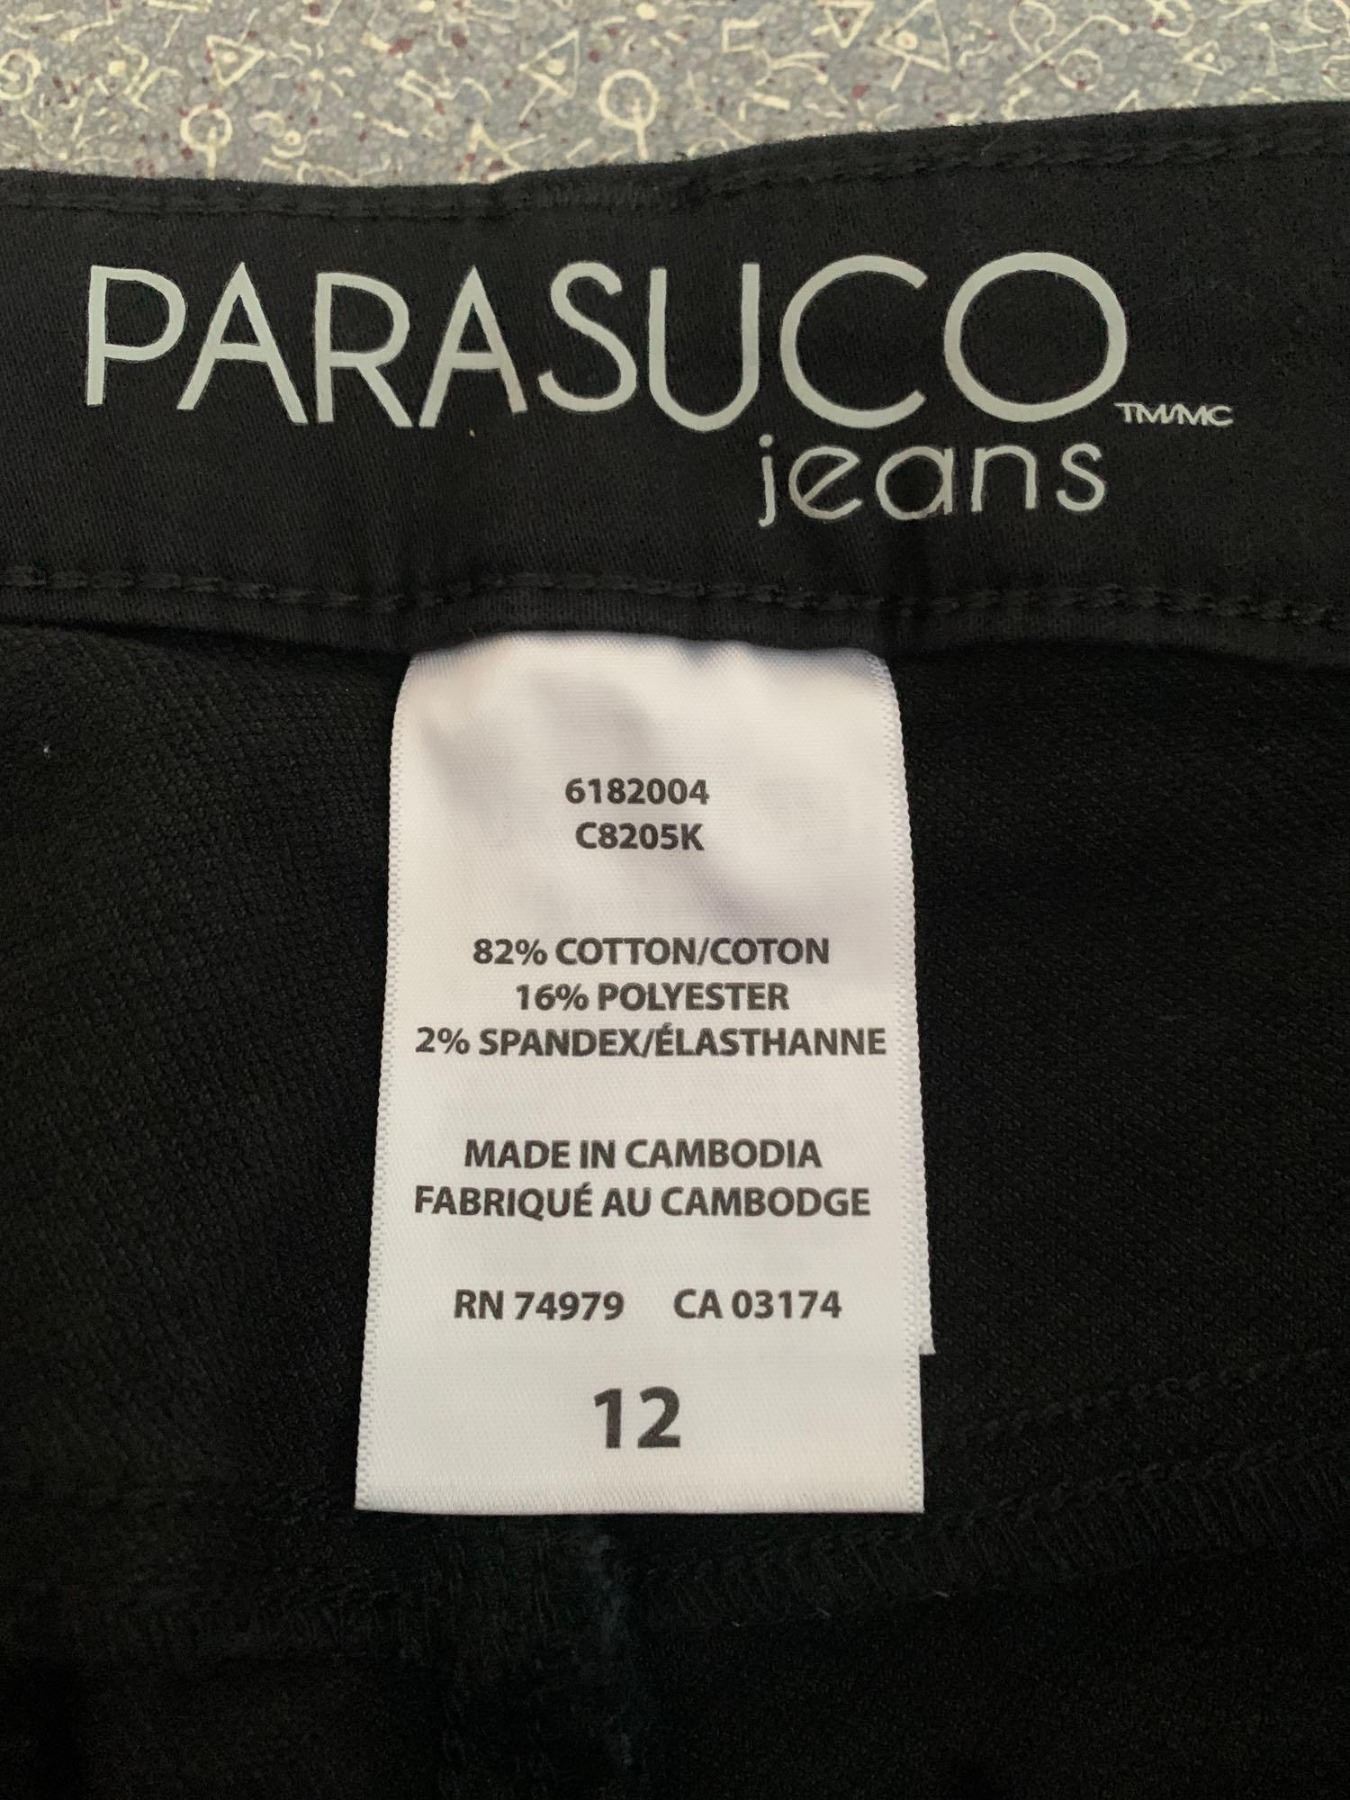 PARASUCO TM/MC
jeans
6182004
C8205K
82% COTTON/COTON
16% POLYESTER
2% SPANDEX/ÉLASTHANNE
MADE IN CAMBODIA
FABRIQUÉ AU CAMBODGE
RN 74979 CA 03174
12